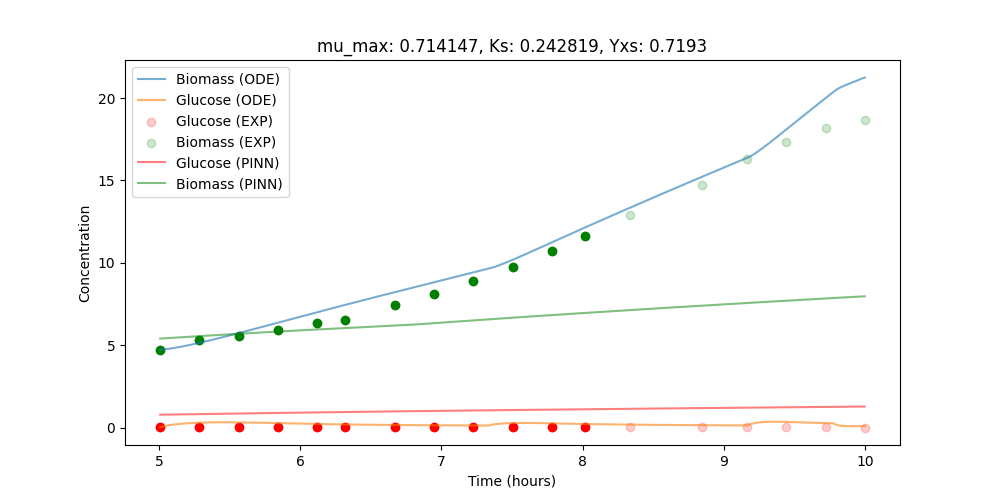 mu_max: 0.714147, Ks: 0.242819, Yxs: 0.7193
Biomass (ODE)
Glucose (ODE)
Glucose (EXP)
Biomass (EXP)
Glucose (PINN)
Biomass (PINN)
Concentration
20
15
10
5
0
5 6 7 8 9 10
Time (hours)